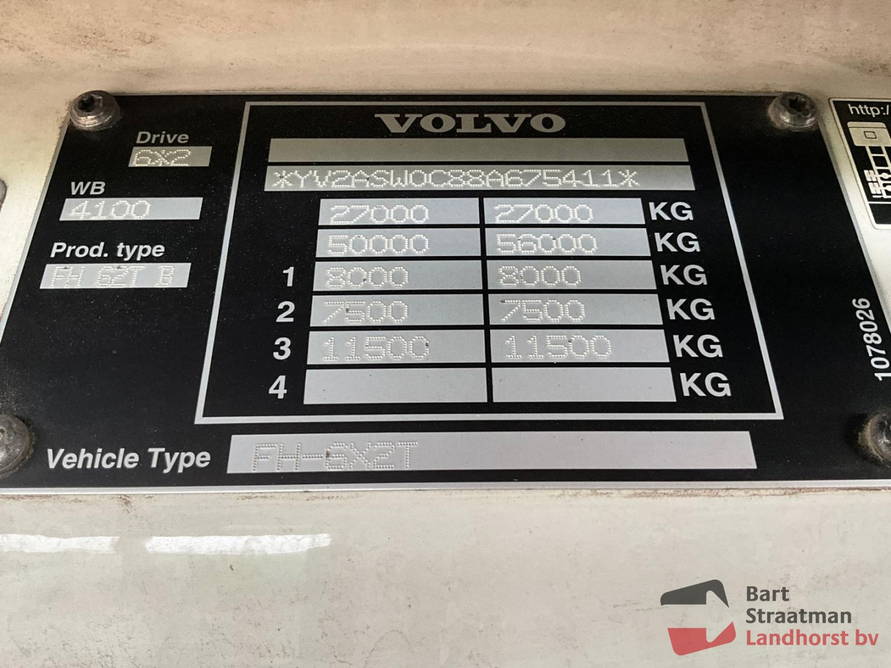 VOLVO
Drive
6X2
WB
4100
Prod. type
FH 62T B
*YV2ASW0C88A675411*
27000 27000 KG
50000 56000 KG
1 8000 8000 KG
2 7500 7500 KG
3 11500 11500 KG
4 KG
Vehicle Type FH-6X2T
1078026
http:/
Bart
Straatman
Landhorst bv